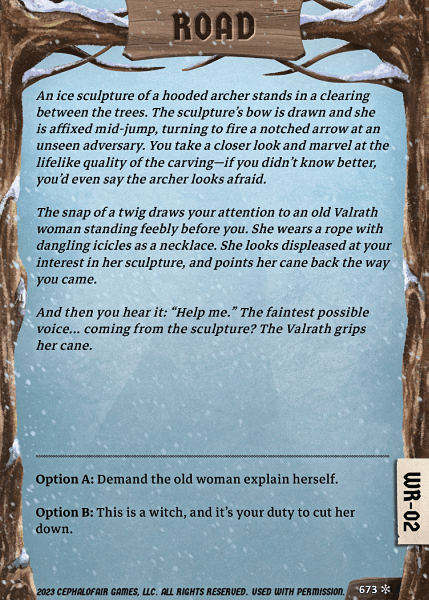 ROAD
An ice sculpture of a hooded archer stands in a clearing
between the trees. The sculpture's bow is drawn and she
is affixed mid-jump, turning to fire a notched arrow at an
unseen adversary. You take a closer look and marvel at the
lifelike quality of the carving—if you didn't know better,
you'd even say the archer looks afraid.
The snap of a twig draws your attention to an old Valrath
woman standing feebly before you. She wears a rope with
dangling icicles as a necklace. She looks displeased at your
interest in her sculpture, and points her cane back the way
you came.
And then you hear it: “Help me.” The faintest possible
voice... coming from the sculpture? The Valrath grips
her cane.
Option A: Demand the old woman explain herself.
Option B: This is a witch, and it's your duty to cut her
down.
WR-02
2023 CEPHALOFAIR GAMES, LLC. ALL RIGHTS RESERVED. USED WITH PERMISSION.
673